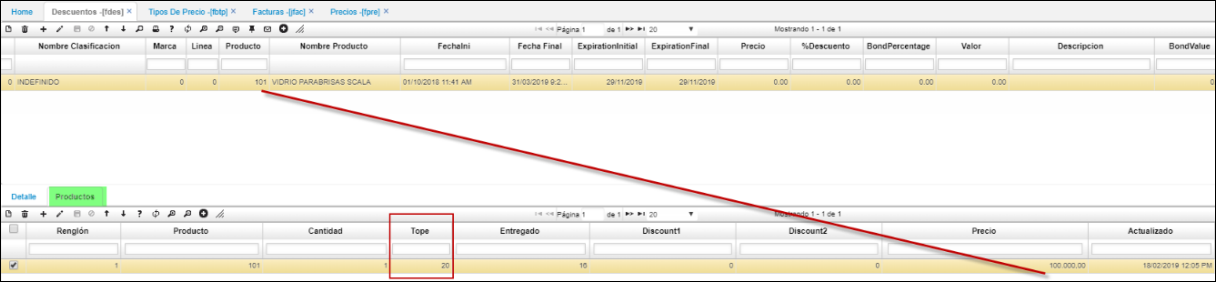 Home Descuentos -[fdes] × Tipos De Precio -[fbtp] × Facturas -[jfac] × Precios -[fpre] ×
Página 1 de 1 20 Mostrando 1 - 1 de 1
Nombre Clasificacion Marca Linea Producto Nombre Producto FechaIni Fecha Final ExpirationInitial ExpirationFinal Precio %Descuento BondPercentage Valor Descripcion BondValue
0 INDEFINIDO 0 0 101 VIDRIO PARABRISAS SCALA 01/10/2018 11:41 AM 31/03/2019 9:2... 29/11/2019 29/11/2019 0.00 0.00 0.00 0.00 0
Detalle Productos
Página 1 de 1 20 Mostrando 1 - 1 de 1
Renglón Producto Cantidad Tope Entregado Discount1 Discount2 Precio Actualizado
1 101 1 20 16 0 0 100.000,00 18/02/2019 12:05 PM